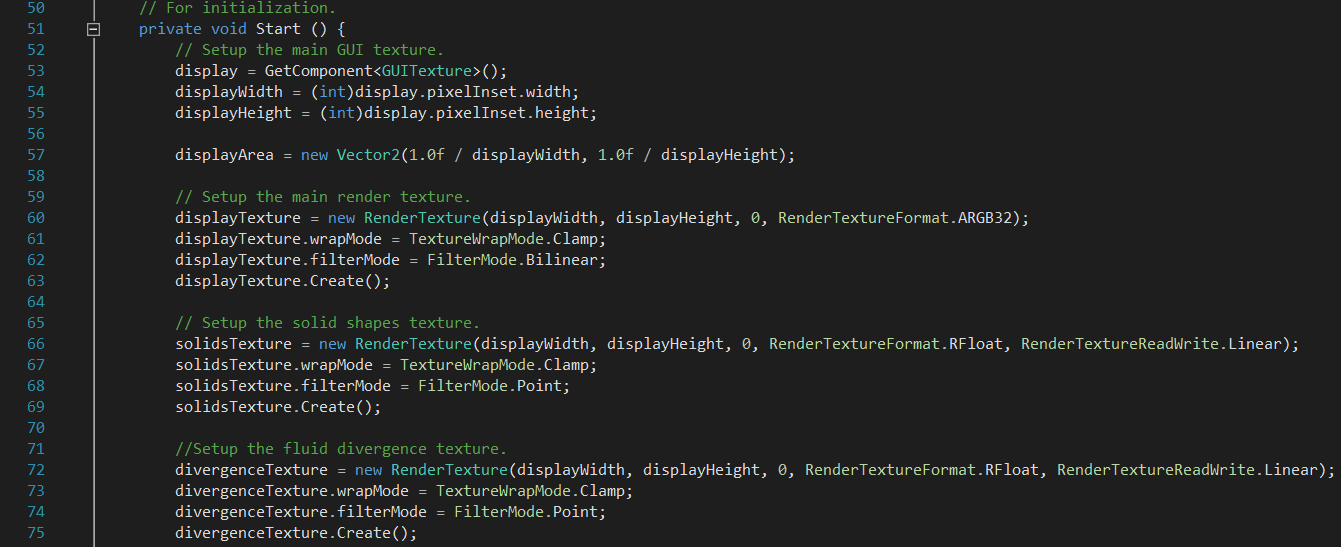 50 // For initialization.
51 private void Start () {
52 // Setup the main GUI texture.
53 display = GetComponent<GUITexture>();
54 displayWidth = (int)display.pixelInset.width;
55 displayHeight = (int)display.pixelInset.height;
56
57 displayArea = new Vector2(1.0f / displayWidth, 1.0f / displayHeight);
58
59 // Setup the main render texture.
60 displayTexture = new RenderTexture(displayWidth, displayHeight, 0, RenderTextureFormat.ARGB32);
61 displayTexture.wrapMode = TextureWrapMode.Clamp;
62 displayTexture.filterMode = FilterMode.Bilinear;
63 displayTexture.Create();
64
65 // Setup the solid shapes texture.
66 solidsTexture = new RenderTexture(displayWidth, displayHeight, 0, RenderTextureFormat.RFloat, RenderTextureReadWrite.Linear);
67 solidsTexture.wrapMode = TextureWrapMode.Clamp;
68 solidsTexture.filterMode = FilterMode.Point;
69 solidsTexture.Create();
70
71 //Setup the fluid divergence texture.
72 divergenceTexture = new RenderTexture(displayWidth, displayHeight, 0, RenderTextureFormat.RFloat, RenderTextureReadWrite.Linear);
73 divergenceTexture.wrapMode = TextureWrapMode.Clamp;
74 divergenceTexture.filterMode = FilterMode.Point;
75 divergenceTexture.Create();